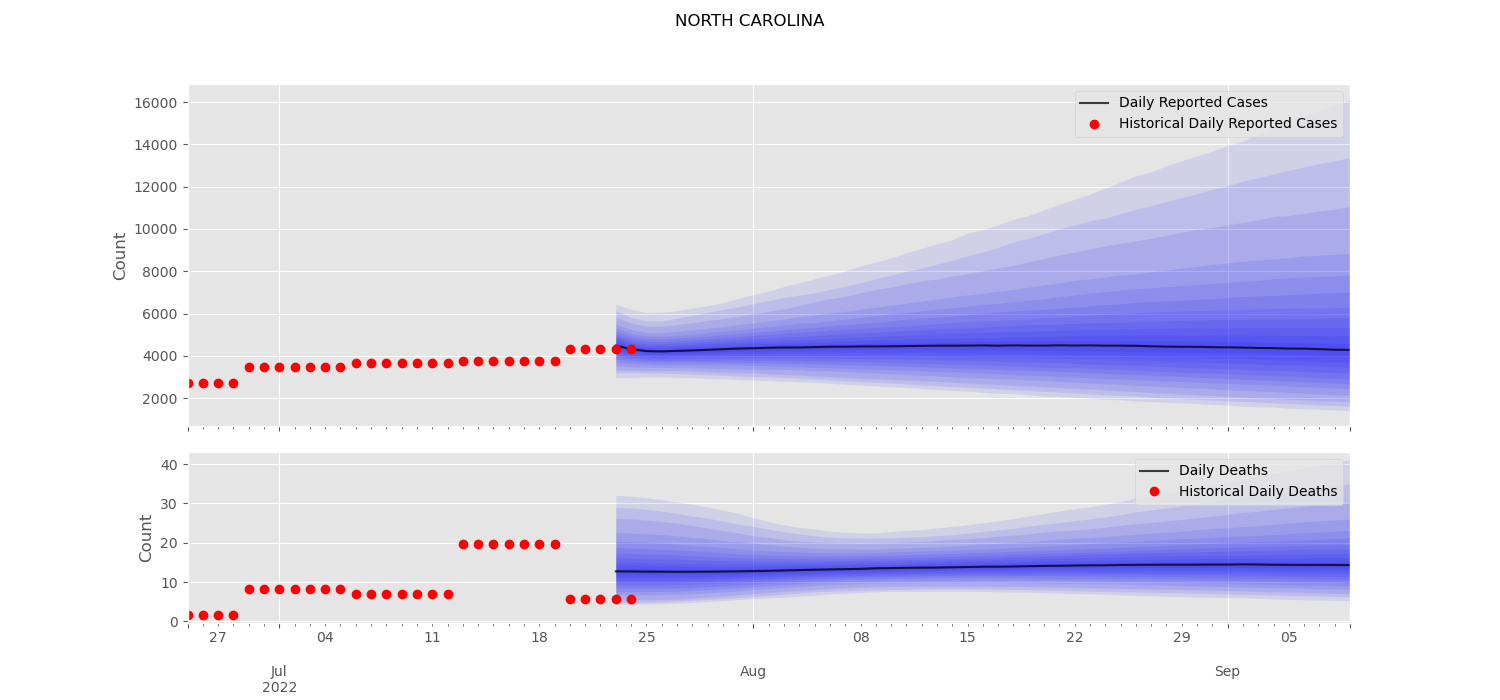 NORTH CAROLINA
16000
14000
12000
10000
8000
6000
4000
2000
Count
Daily Reported Cases
Historical Daily Reported Cases
40
30
20
10
0
Count
Daily Deaths
Historical Daily Deaths
27 04 11 18 25 08 15 22 29 05
Jul Aug Sep
2022